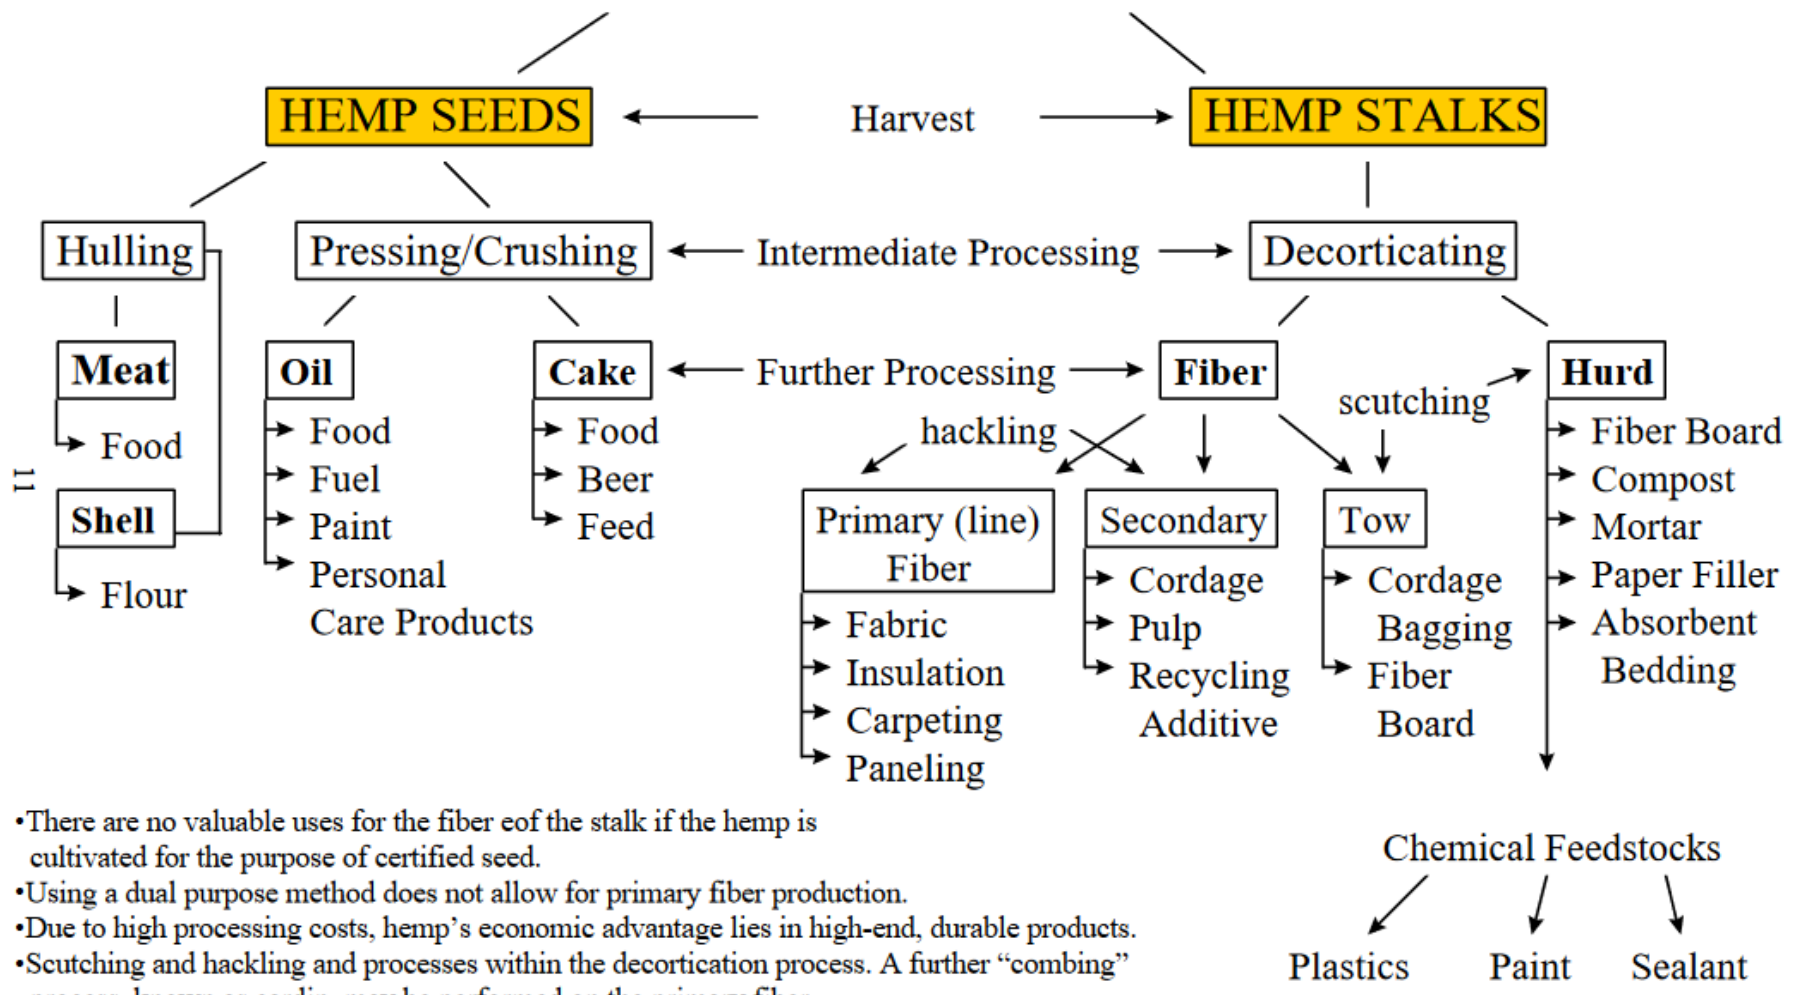 HEMP SEEDS
Harvest
HEMP STALKS
Hulling
Pressing/Crushing
Intermediate Processing
Decorticating
Meat
Oil
Cake
Further Processing
Fiber
scutching
Hurd
hackling
Food
Food
Fuel
Paint
Personal
Care Products
Food
Beer
Feed
11
Shell
Flour
Primary (line)
Fiber
Fabric
Insulation
Carpeting
Paneling
Secondary
Cordage
Pulp
Recycling
Additive
Tow
Cordage
Bagging
Fiber
Board
Fiber Board
Compost
Mortar
Paper Filler
Absorbent
Bedding
Chemical Feedstocks
Plastics
Paint
Sealant
•There are no valuable uses for the fiber eof the stalk if the hemp is
cultivated for the purpose of certified seed.
•Using a dual purpose method does not allow for primary fiber production.
•Due to high processing costs, hemp’s economic advantage lies in high-end, durable products.
•Scutching and hackling and processes within the decortication process. A further “combing”